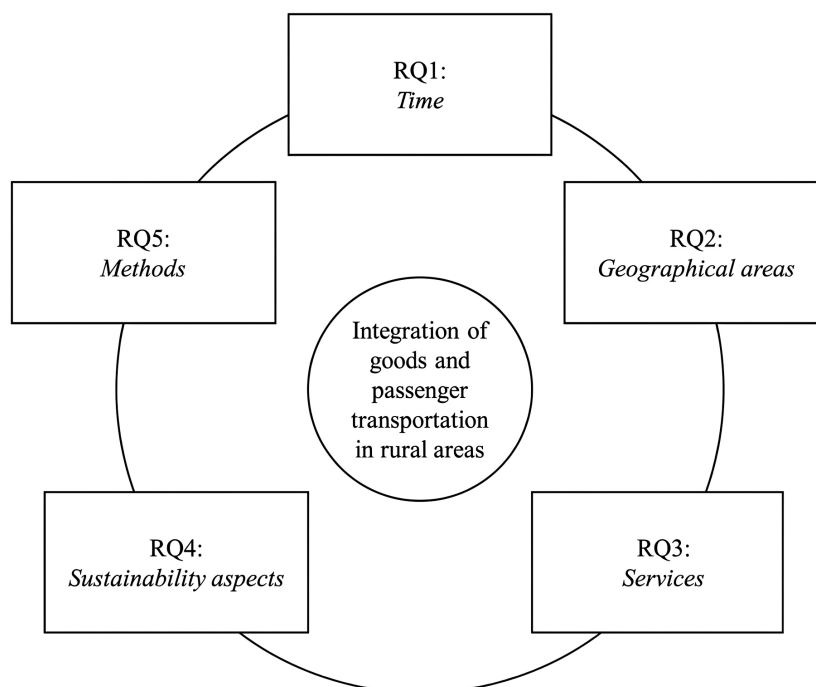 RQ1:
Time
RQ2:
Geographical areas
RQ3:
Services
RQ4:
Sustainability aspects
RQ5:
Methods
Integration of
goods and
passenger
transportation
in rural areas